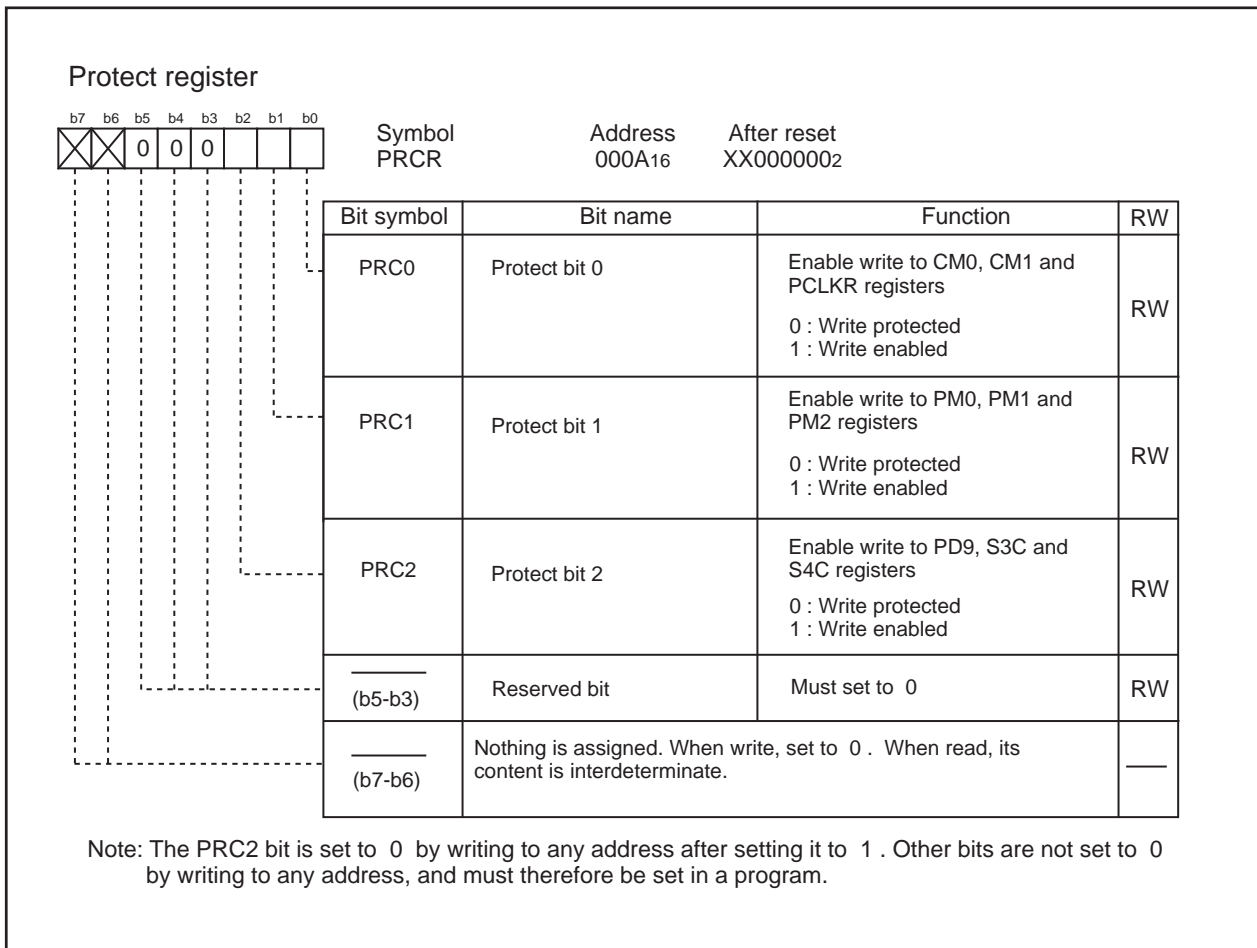 Protect register
b7 b6 b5 b4 b3 b2 b1 b0
0 0 0
Symbol Address After reset
PRCR 000A16 XX0000002
Bit symbol Bit name Function RW
PRC0 Protect bit 0 Enable write to CM0, CM1 and
PCLKR registers
0 : Write protected
1 : Write enabled
RW
PRC1 Protect bit 1 Enable write to PM0, PM1 and
PM2 registers
0 : Write protected
1 : Write enabled
RW
PRC2 Protect bit 2 Enable write to PD9, S3C and
S4C registers
0 : Write protected
1 : Write enabled
RW
(b5-b3) Reserved bit Must set to 0 RW
(b7-b6) Nothing is assigned. When write, set to 0 . When read, its
content is interdeterminate.
Note: The PRC2 bit is set to 0 by writing to any address after setting it to 1 . Other bits are not set to 0
by writing to any address, and must therefore be set in a program.